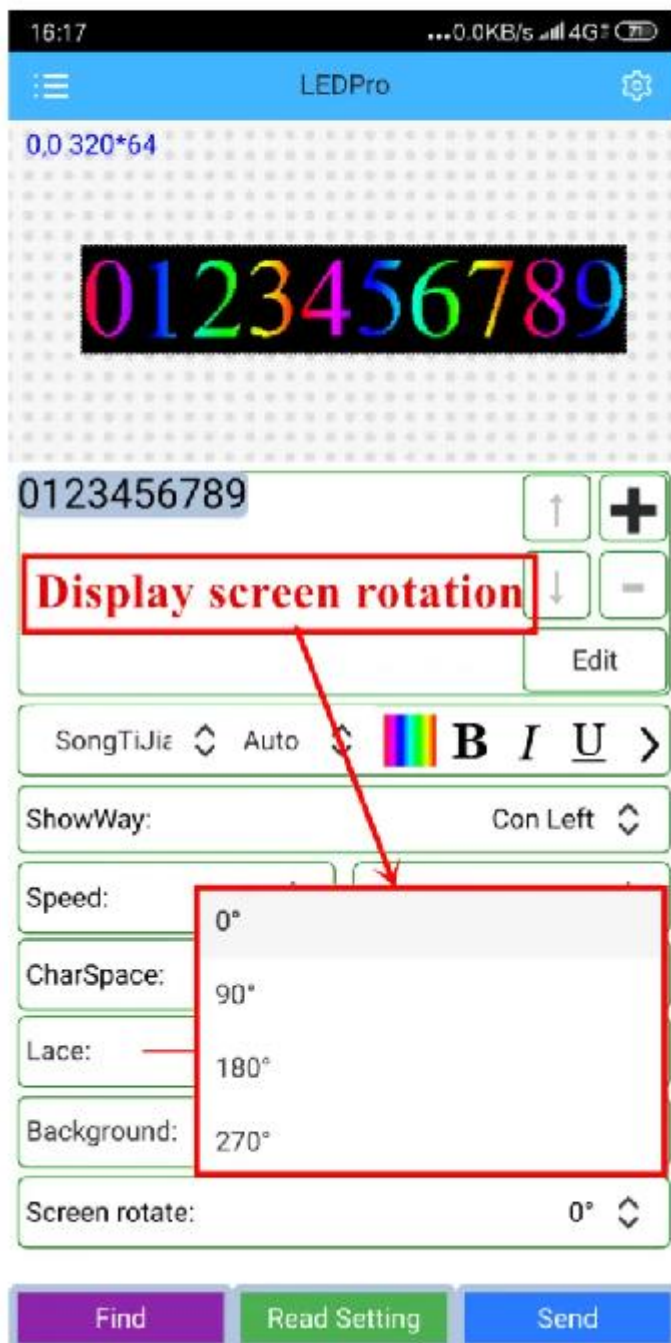 16:17 ...0.0KB/s 4G 71
LEDPro
0,0 320*64
0123456789
0123456789
↑ +
Display screen rotation ↓ -
Edit
SongTiJia Auto B I U >
ShowWay: Con Left
Speed:
0°
CharSpace:
90°
Lace:
180°
Background:
270°
Screen rotate: 0°
Find Read Setting Send